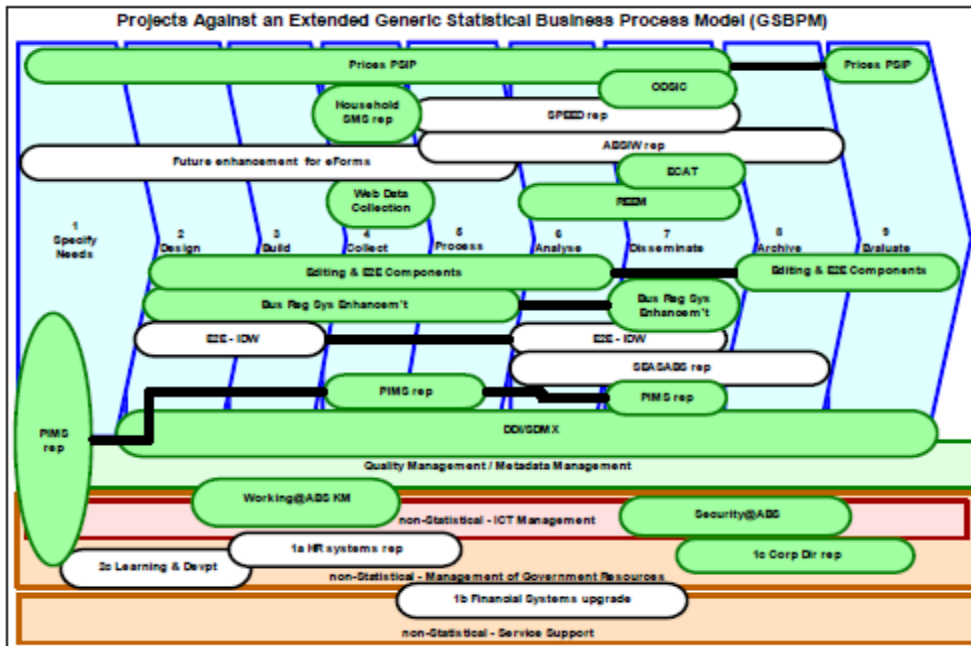 Projects Against an Extended Generic Statistical Business Process Model (GSBPM)
Prices PSIP
Prices PSIP
ODSIC
Household
SMS rep
SPEED rep
ABSIW rep
Future enhancement for eForms
ECAT
Web Data
Collection
REEM
1
Specify
Needs
2
Design
3
Build
4
Collect
5
Process
6
Analyse
7
Disseminate
8
Archive
9
Evaluate
Editing & E2E Components
Editing & E2E Components
Bus Reg Sys Enhancem't
Bus Reg Sys
Enhancem't
E2E - IDW
E2E - IDW
SEASABS rep
PIMS rep
PIMS rep
PIMS
rep
DDI/SDMX
Quality Management / Metadata Management
Working@ABS KM
Security@ABS
non-Statistical - ICT Management
1a HR systems rep
1c Corp Dir rep
2c Learning & Devpt
non-Statistical - Management of Government Resources
1b Financial Systems upgrade
non-Statistical - Service Support